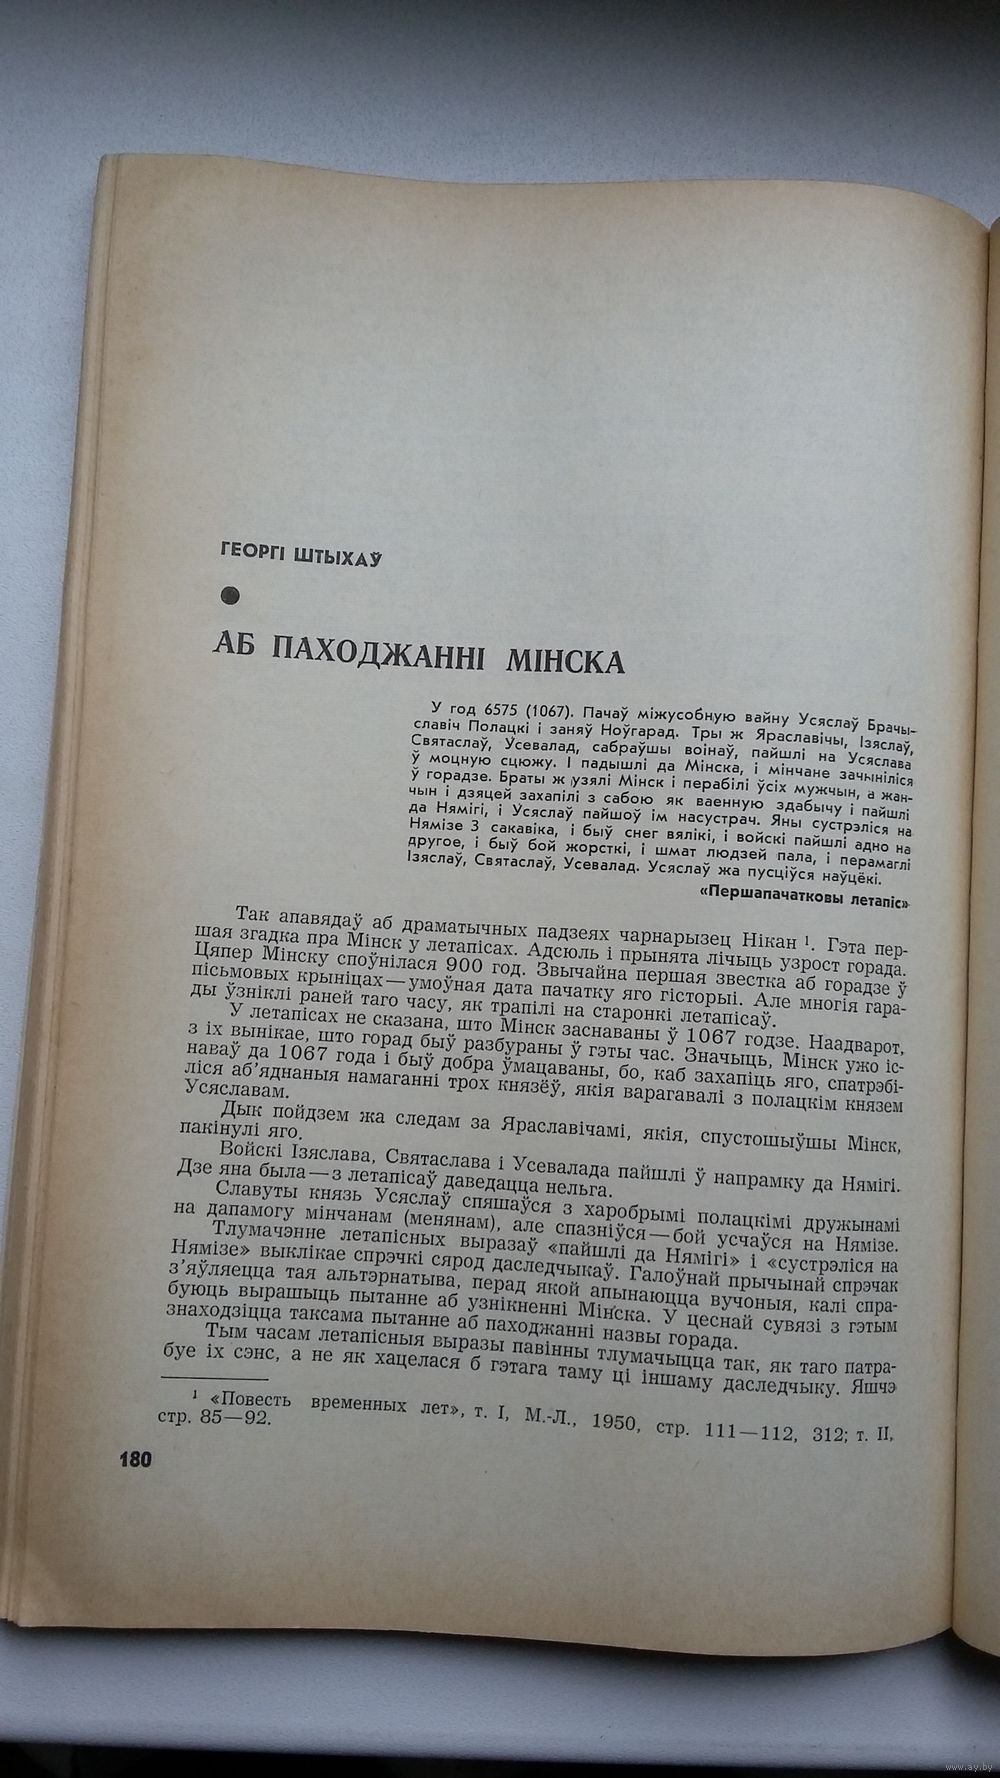 ГЕОРГІ ШТЫХАЎ
АБ ПАХОДЖАННІ МІНСКА
У год 6575 (1067). Пачаў міжусобную вайну Усяслаў Брачы-
славіч Полацкі і заняў Ноўгарад. Тры ж Яраславічы, Ізяслаў,
Святаслаў, Усевалад, сабраўшы воінаў, пайшлі на Усяслава
ў моцную сцюжу. І падышлі да Мінска, і мінчане зачыніліся
ў горадзе. Браты ж узялі Мінск і перабілі ўсіх мужчын, а жан-
чын і дзяцей захапілі з сабою як ваенную здабычу і пайшлі
да Нямігі, і Усяслаў пайшоў ім насустрач. Яны сустрэліся на
Нямізе 3 сакавіка, і быў снег вялікі, і войскі пайшлі адно на
другое, і быў бой жорсткі, і шмат людзей пала, і перамаглі
Ізяслаў, Святаслаў, Усевалад. Усяслаў жа пусціўся наўцёкі.
«Першапачатковы летапіс»
Так апавядаў аб драматычных падзеях чарнарызец Нікан ¹. Гэта пер-
шая згадка пра Мінск у летапісах. Адсюль і прынята лічыць узрост горада.
Цяпер Мінску споўнілася 900 год. Звычайна першая звестка аб горадзе ў
пісьмовых крыніцах — умоўная дата пачатку яго гісторыі. Але многія гара-
ды ўзніклі раней таго часу, як трапілі на старонкі летапісаў.
У летапісах не сказана, што Мінск заснаваны ў 1067 годзе. Наадварот,
з іх вынікае, што горад быў разбураны ў гэты час. Значыць, Мінск ужо іс-
наваў да 1067 года і быў добра ўмацаваны, бо, каб захапіць яго, спатрэбі-
ліся аб’яднаныя намаганні трох князёў, якія варагавалі з полацкім князем
Усяславам.
Дык пойдзем жа следам за Яраславічамі, якія, спустошыўшы Мінск,
пакінулі яго.
Войскі Ізяслава, Святаслава і Усевалада пайшлі ў напрамку да Нямігі.
Дзе яна была — з летапісаў даведацца нельга.
Славуты князь Усяслаў спяшаўся з харобрымі полацкімі дружынамі
на дапамогу мінчанам (менянам), але спазніўся — бой усчаўся на Нямізе.
Тлумачэнне летапісных выразаў «пайшлі да Нямігі» і «сустрэліся на
Нямізе» выклікае спрэчкі сярод даследчыкаў. Галоўнай прычынай спрэчак
з’яўляецца тая альтэрнатыва, перад якой апынаюцца вучоныя, калі спра-
буюць вырашыць пытанне аб узнікненні Мінска. У цеснай сувязі з гэтым
знаходзіцца таксама пытанне аб паходжанні назвы горада.
Тым часам летапісныя выразы павінны тлумачыцца так, як таго патра-
буе іх сэнс, а не як хацелася б гэтага таму ці іншаму даследчыку. Яшчэ
¹ «Повесть временных лет», т. I, М.-Л., 1950, стр. 111—112, 312; т. II,
стр. 85—92.
180
www.ay.by